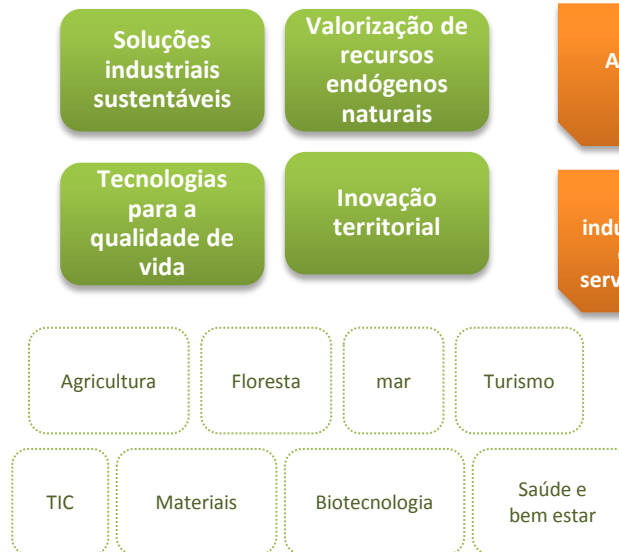 Soluções
industriais
sustentáveis
Valorização de
recursos
endógenos
naturais
Tecnologias
para a
qualidade de
vida
Inovação
territorial
Agricultura
Floresta
mar
Turismo
TIC
Materiais
Biotecnologia
Saúde e
bem estar